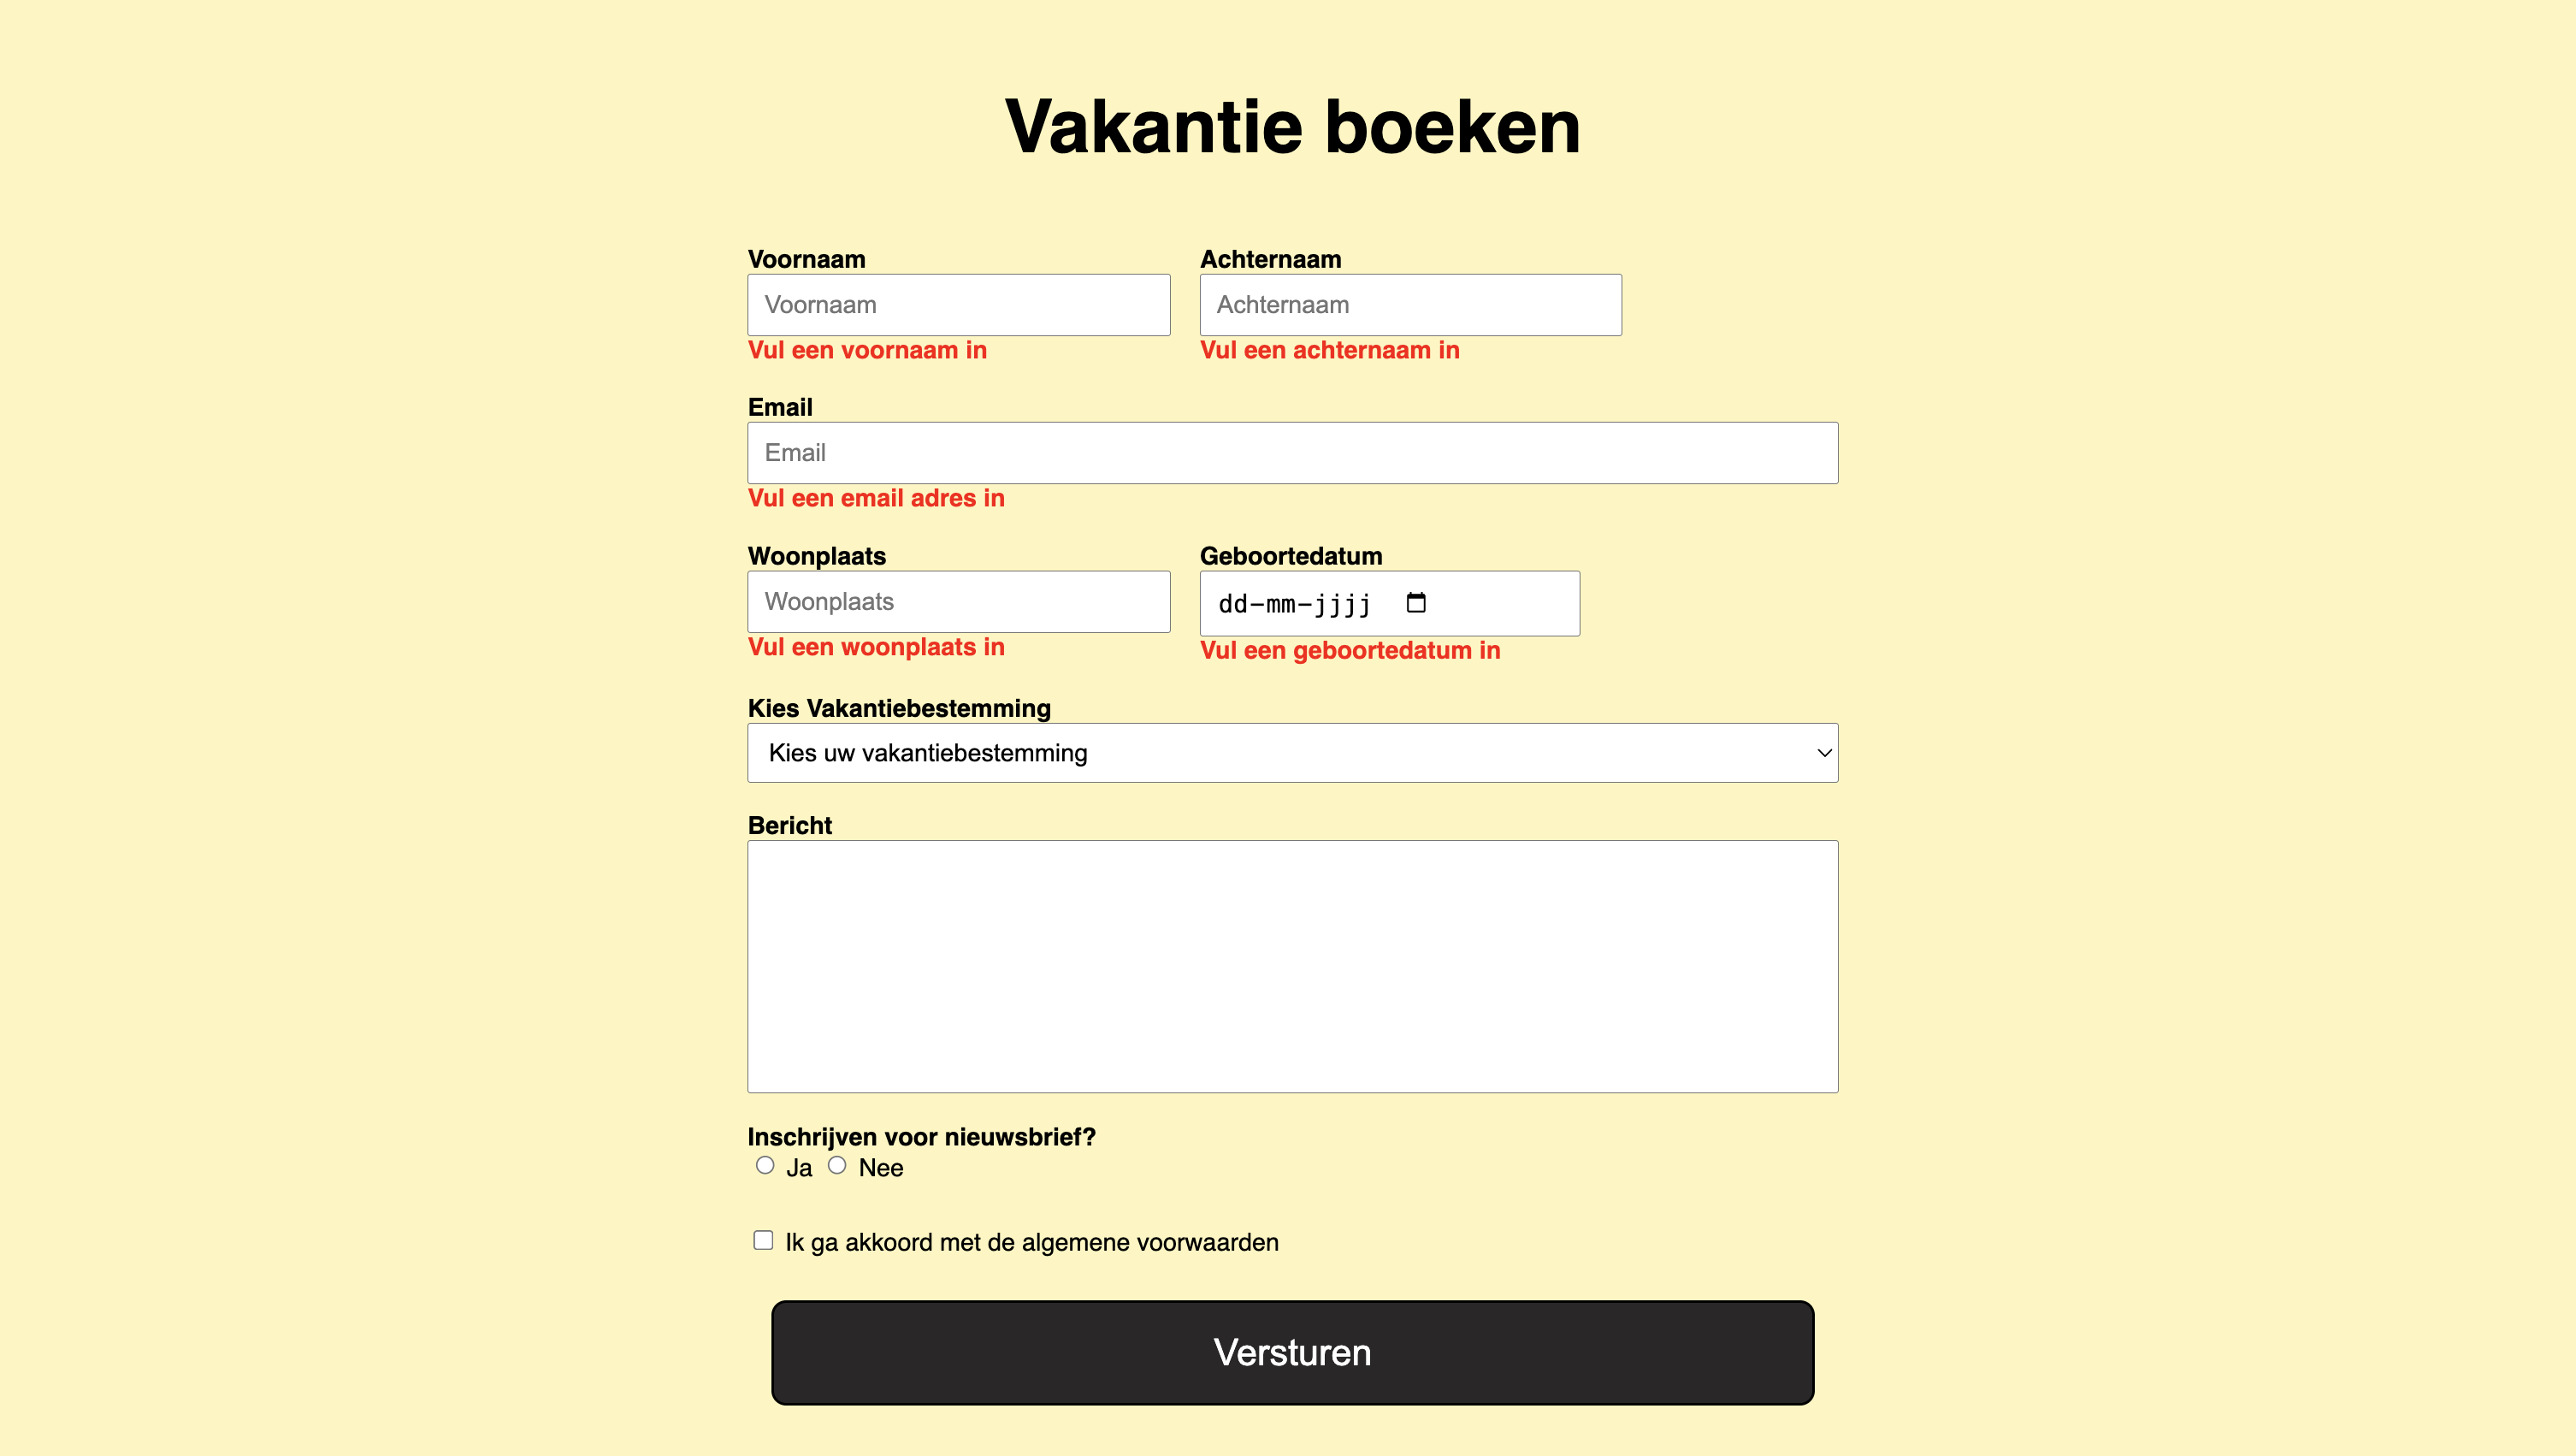 Vakantie boeken
Voornaam Achternaam
Voornaam Achternaam
Vul een voornaam in Vul een achternaam in
Email
Email
Vul een email adres in
Woonplaats Geboortedatum
Woonplaats dd-mm-jjjj
Vul een woonplaats in Vul een geboortedatum in
Kies Vakantiebestemming
Kies uw vakantiebestemming
Bericht
Inschrijven voor nieuwsbrief?
Ja Nee
Ik ga akkoord met de algemene voorwaarden
Versturen